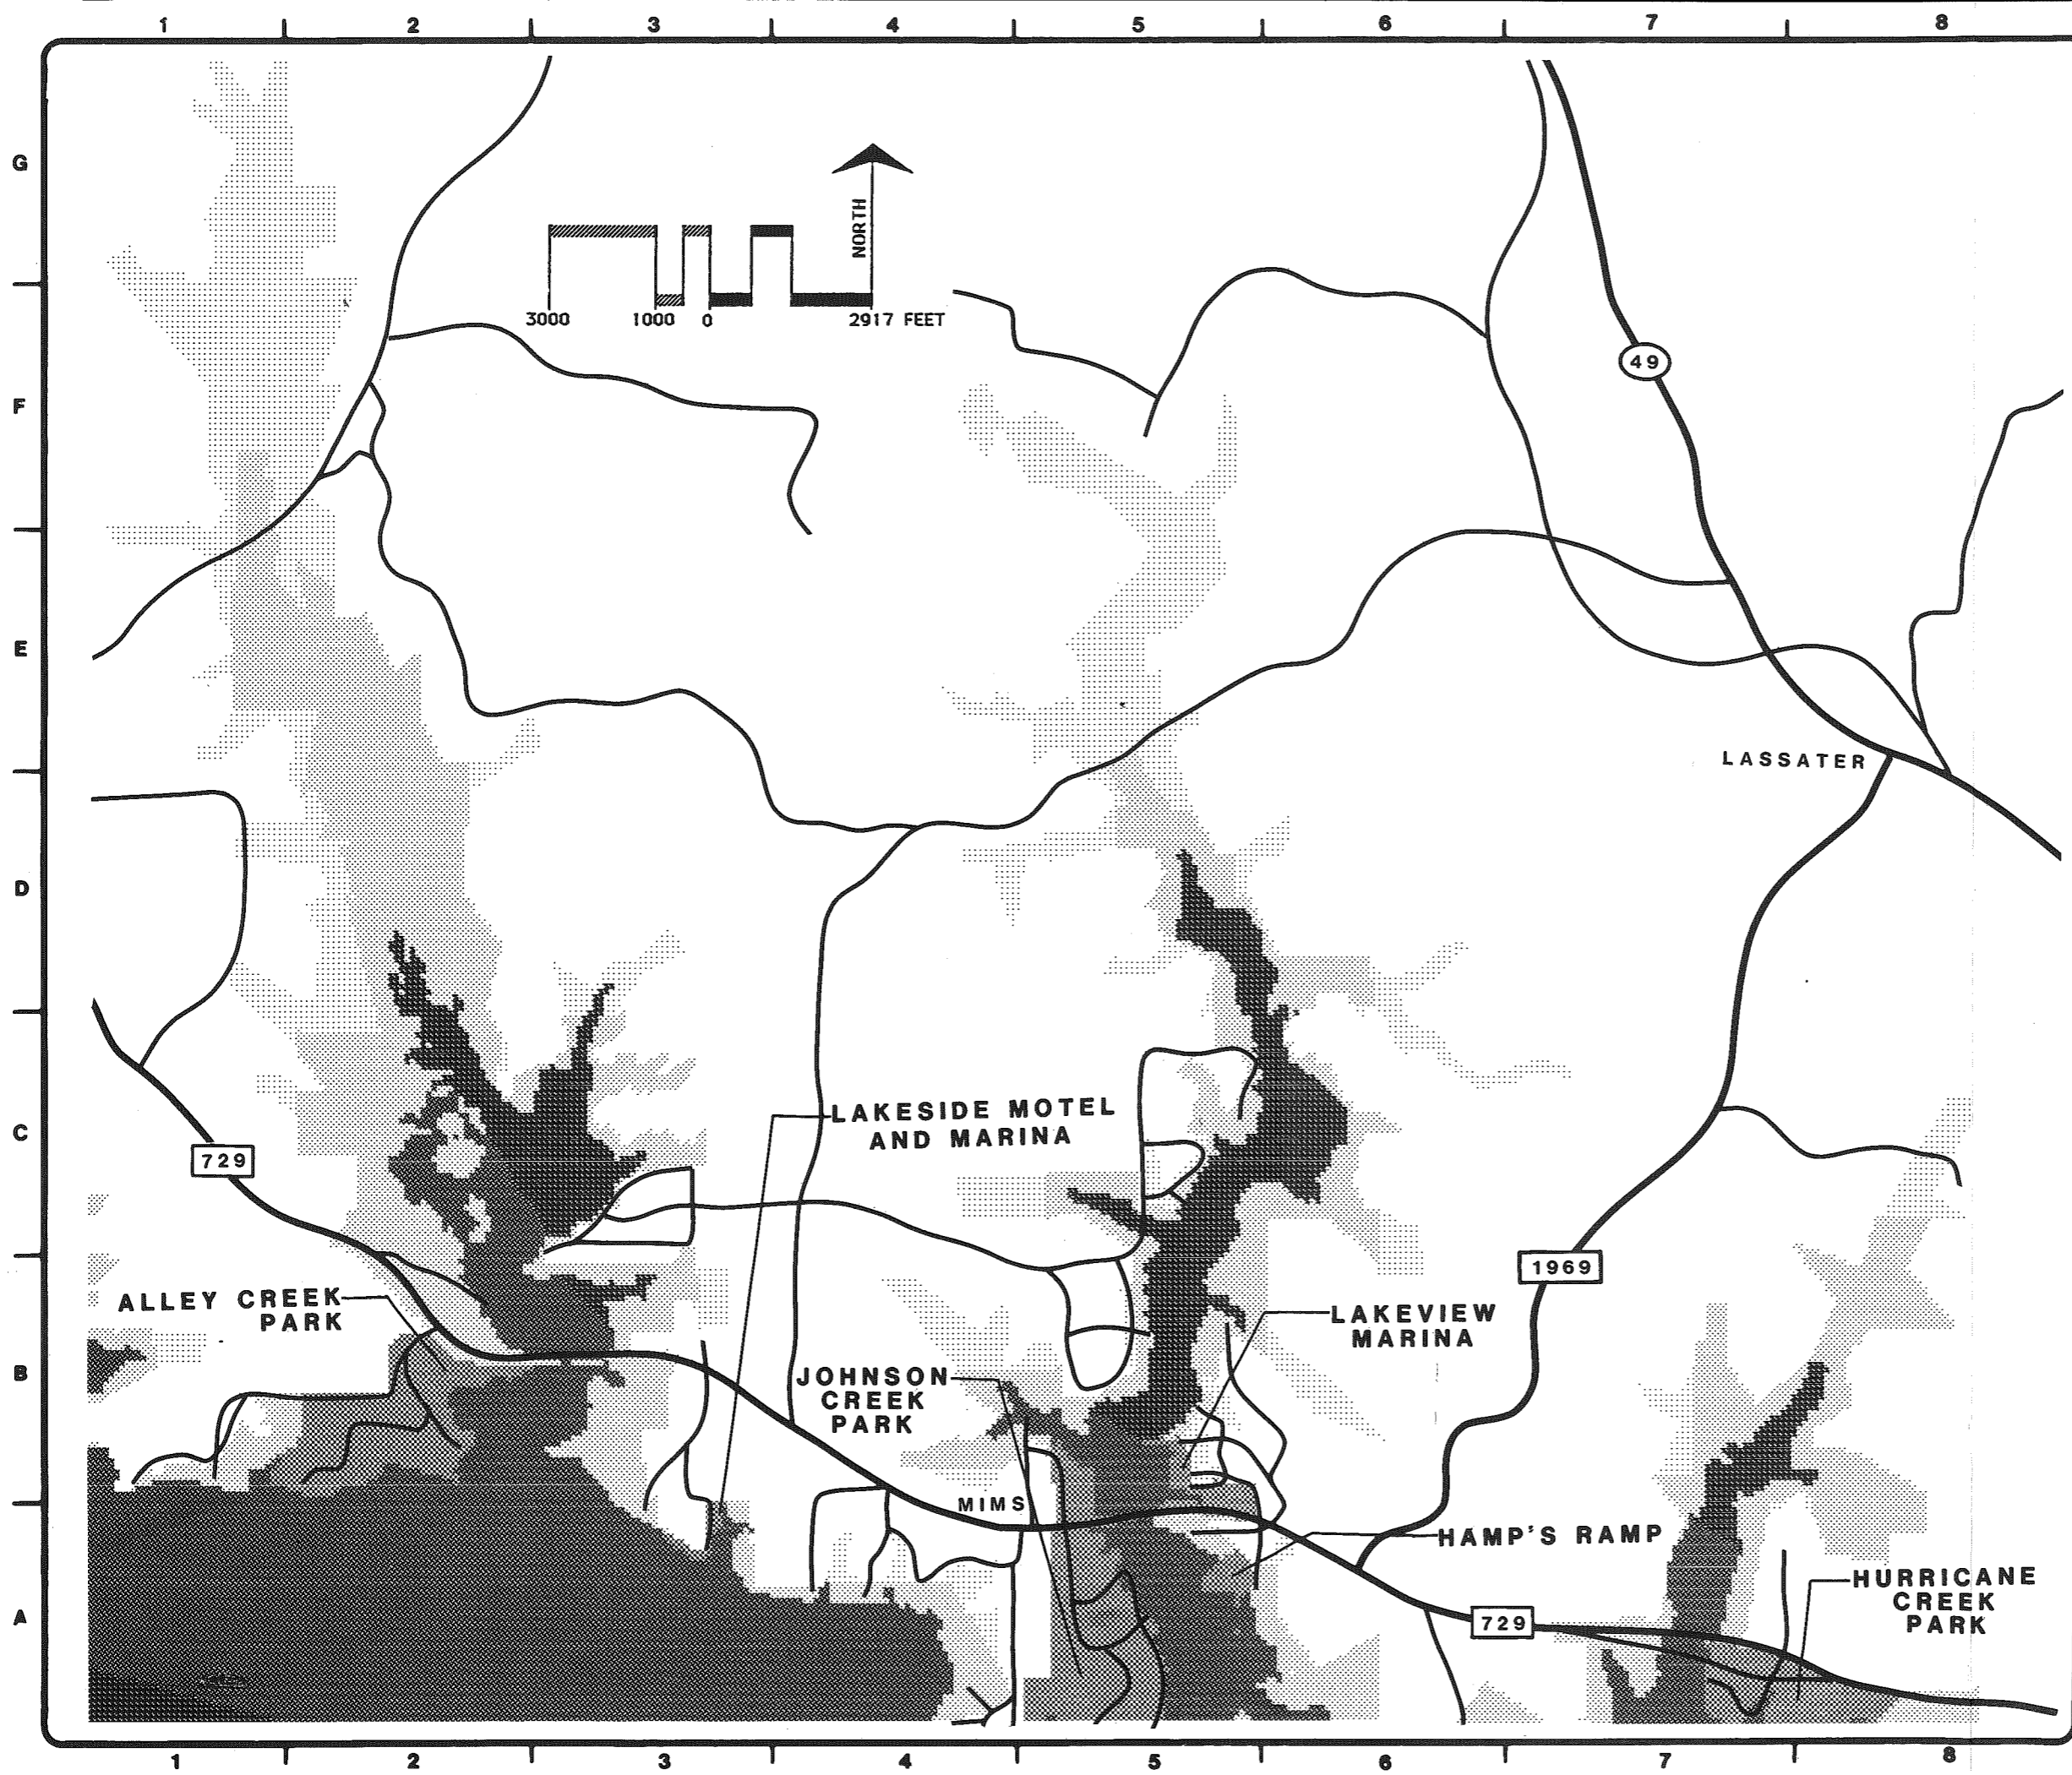 1 2 3 4 5 6 7 8
G
NORTH
3000 1000 0 2917 FEET
49
F
E
LASSATER
D
LAKESIDE MOTEL
AND MARINA
C
729
1969
ALLEY CREEK
PARK
LAKEVIEW
MARINA
B
JOHNSON
CREEK
PARK
MIMS
HAMP'S RAMP
HURRICANE
CREEK
PARK
A
729
1 2 3 4 5 6 7 8